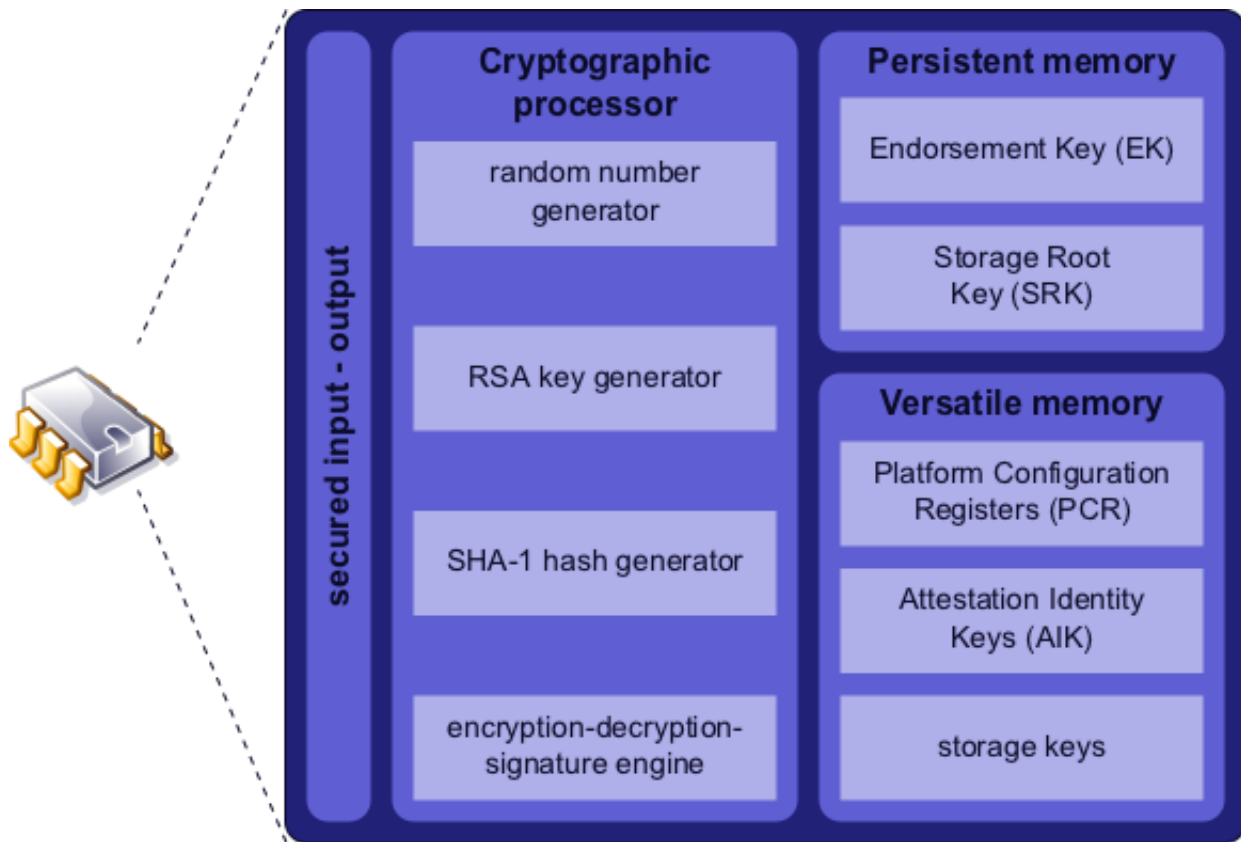 secured input - output
Cryptographic
processor
random number
generator
RSA key generator
SHA-1 hash generator
encryption-decryption-
signature engine
Persistent memory
Endorsement Key (EK)
Storage Root
Key (SRK)
Versatile memory
Platform Configuration
Registers (PCR)
Attestation Identity
Keys (AIK)
storage keys